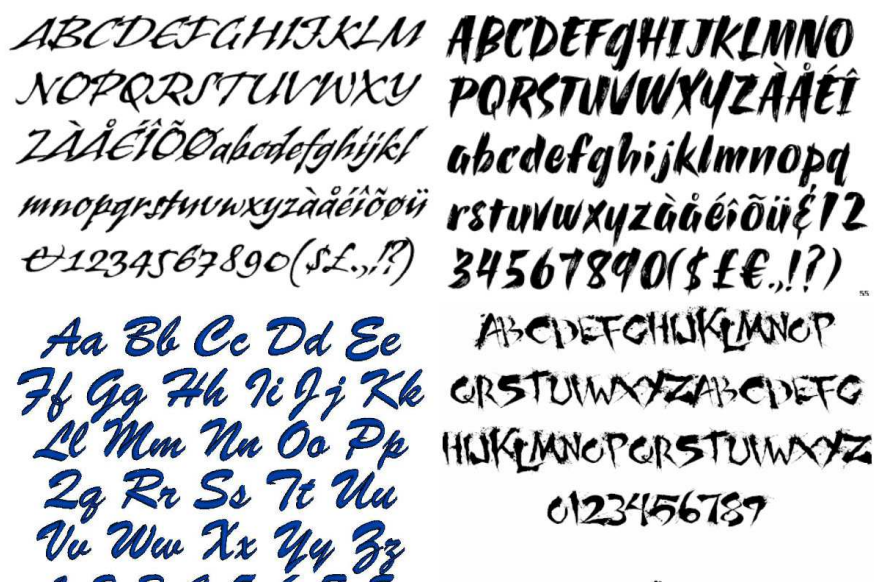 ABCDEFGHIJKLM
NOPQRSTUVWXY
ZÀÅÉÎÕØabcdefghijkl
mnopqrstuvwxyzàåéîõøü
&1234567890($£.,!?)
ABCDEFGHIJKLMNO
PQRSTUVWXYZÀÅÉÎ
abcdefghijklmnopq
rstuvwxyzàåéîõü&12
34567890($£€.,!?)
Aa Bb Cc Dd Ee
Ff Gg Hh Ii Jj Kk
Ll Mm Nn Oo Pp
Qq Rr Ss Tt Uu
Vv Ww Xx Yy Zz
ABCDEFGHIJKLMNOP
QRSTUVWXYZABCDEFG
HIJKLMNOPQRSTUVWXYZ
0123456789